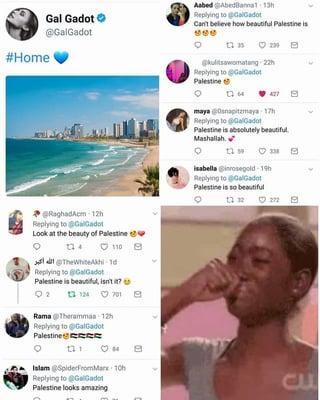 Gal Gadot
@GalGadot
#Home 💙
@RaghadAcm · 12h
Replying to @GalGadot
Look at the beauty of Palestine 😍❤
4 110
الله أكبر @TheWhiteAkhi · 1d
Replying to @GalGadot
Palestine is beautiful, isn't it? 😊
2 124 701
Rama @Therammaa · 12h
Replying to @GalGadot
Palestine😍🇵🇸🇵🇸🇵🇸🇵🇸
1 84
Islam @SpiderFromMarx · 10h
Replying to @GalGadot
Palestine looks amazing
Aabed @AbedBanna1 · 13h
Replying to @GalGadot
Can't believe how beautiful Palestine is
😍😍😍
35 239
@kulitsawomatang · 22h
Replying to @GalGadot
Palestine 😍
64 427
maya @0snapitzmaya · 17h
Replying to @GalGadot
Palestine is absolutely beautiful.
Mashallah. 💕
59 338
isabella @inrosegold · 19h
Replying to @GalGadot
Palestine is so beautiful
32 272
CW